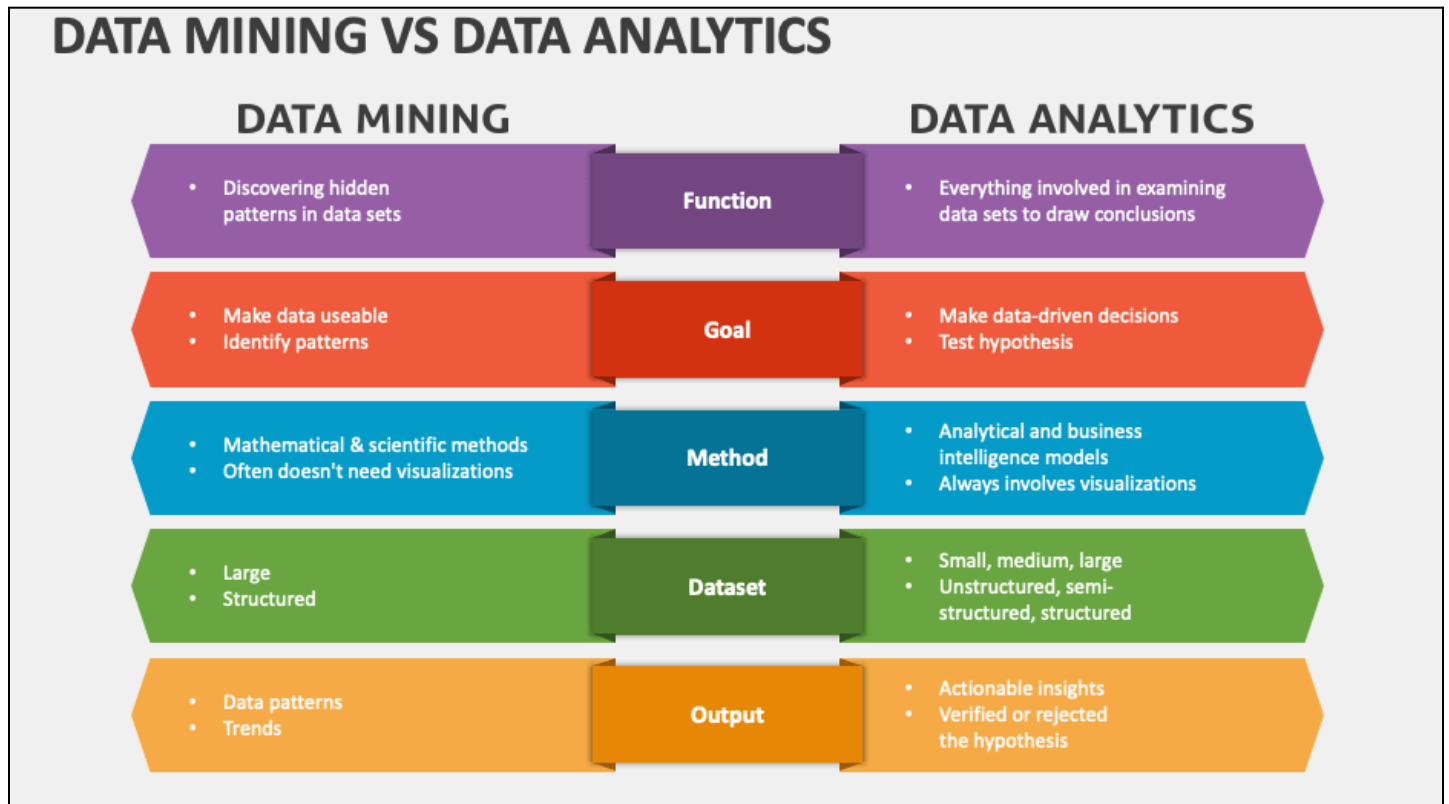 DATA MINING VS DATA ANALYTICS
DATA MINING
DATA ANALYTICS
• Discovering hidden
patterns in data sets
Function
• Everything involved in examining
data sets to draw conclusions
• Make data useable
• Identify patterns
Goal
• Make data-driven decisions
• Test hypothesis
• Mathematical & scientific methods
• Often doesn't need visualizations
Method
• Analytical and business
intelligence models
• Always involves visualizations
• Large
• Structured
Dataset
• Small, medium, large
• Unstructured, semi-
structured, structured
• Data patterns
• Trends
Output
• Actionable insights
• Verified or rejected
the hypothesis